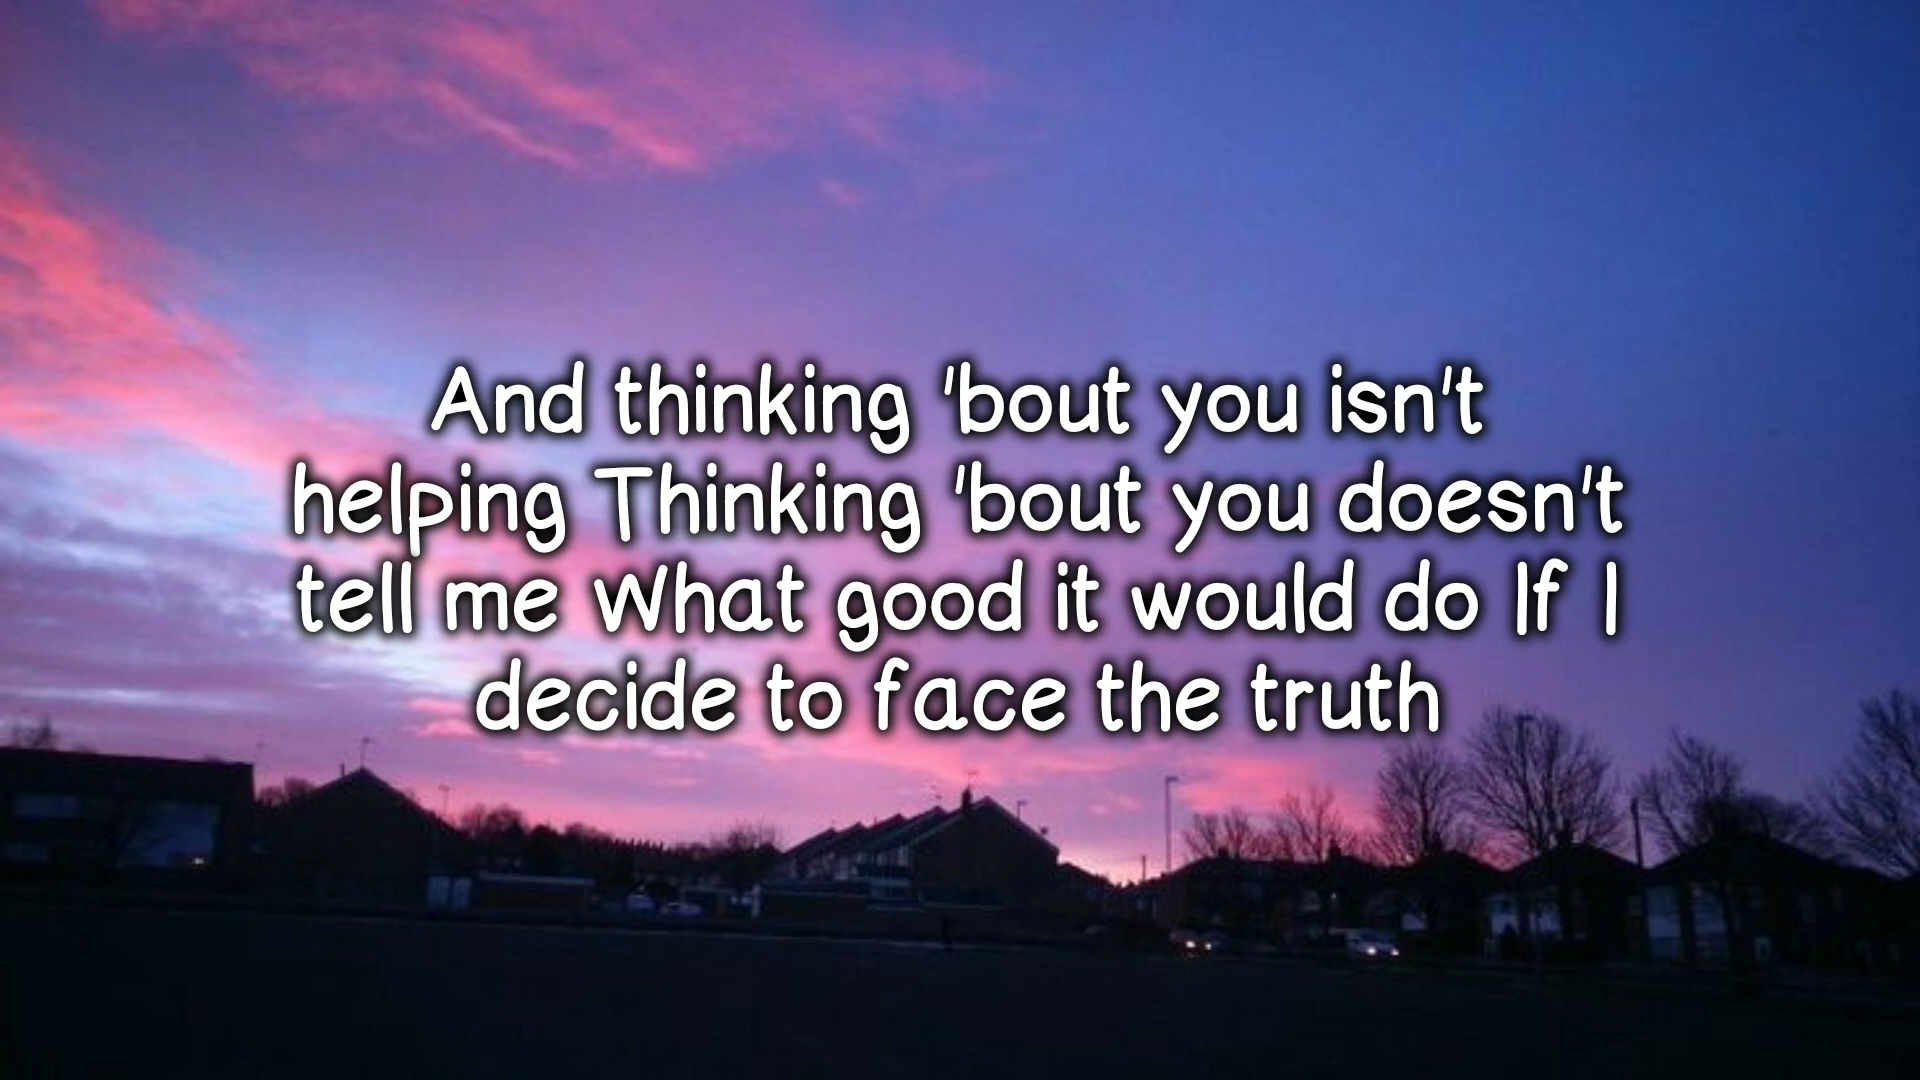 And thinking 'bout you isn't
helping Thinking 'bout you doesn't
tell me What good it would do If I
decide to face the truth